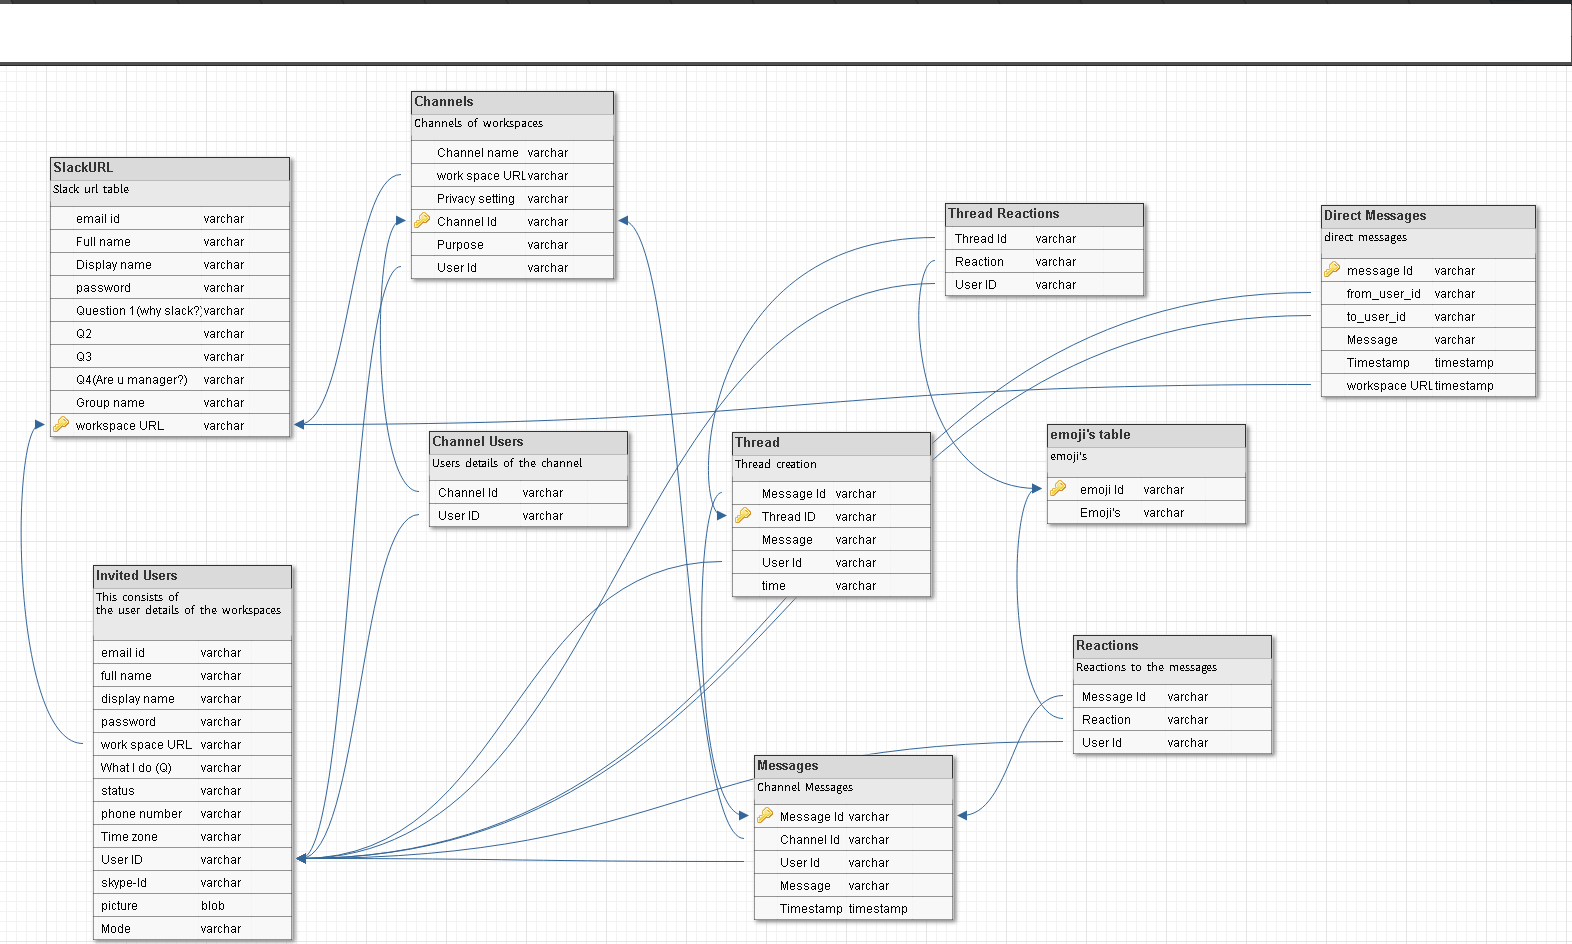 Channels
Channels of workspaces
Channel name varchar
work space URL varchar
Privacy setting varchar
Channel Id varchar
Purpose varchar
User Id varchar
SlackURL
Slack url table
email id varchar
Full name varchar
Display name varchar
password varchar
Question 1(why slack?) varchar
Q2 varchar
Q3 varchar
Q4(Are u manager?) varchar
Group name varchar
workspace URL varchar
Thread Reactions
Thread Id varchar
Reaction varchar
User ID varchar
Direct Messages
direct messages
message Id varchar
from_user_id varchar
to_user_id varchar
Message varchar
Timestamp timestamp
workspace URL timestamp
Channel Users
Users details of the channel
Channel Id varchar
User ID varchar
Thread
Thread creation
Message Id varchar
Thread ID varchar
Message varchar
User Id varchar
time varchar
emoji's table
emoji's
emoji Id varchar
Emoji's varchar
Invited Users
This consists of
the user details of the workspaces
email id varchar
full name varchar
display name varchar
password varchar
work space URL varchar
What I do (Q) varchar
status varchar
phone number varchar
Time zone varchar
User ID varchar
skype-Id varchar
picture blob
Mode varchar
Reactions
Reactions to the messages
Message Id varchar
Reaction varchar
User Id varchar
Messages
Channel Messages
Message Id varchar
Channel Id varchar
User Id varchar
Message varchar
Timestamp timestamp